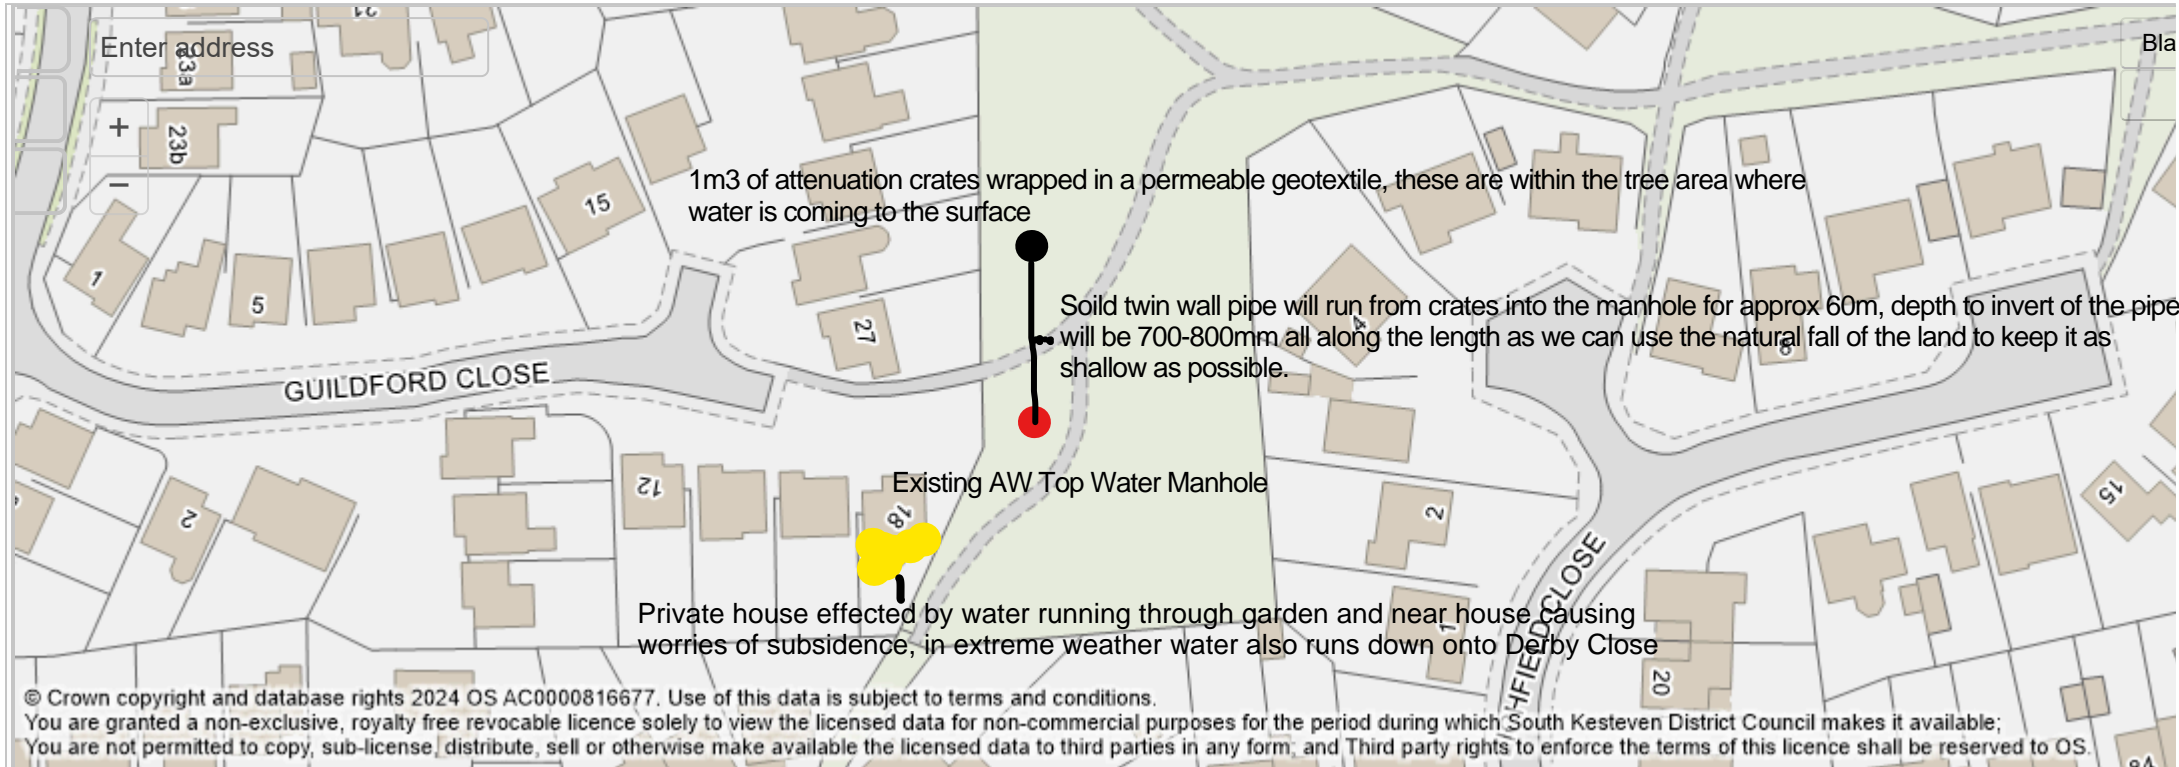 21
Enter address
Bla
23a
+
23b
−
1m3 of attenuation crates wrapped in a permeable geotextile, these are within the tree area where
water is coming to the surface
15
1
5
27
4
8
Soild twin wall pipe will run from crates into the manhole for approx 60m, depth to invert of the pipe
will be 700-800mm all along the length as we can use the natural fall of the land to keep it as
shallow as possible.
GUILDFORD CLOSE
Existing AW Top Water Manhole
2
12
18
2
15
Private house effected by water running through garden and near house causing
worries of subsidence, in extreme weather water also runs down onto Derby Close
1
HFIELD CLOSE
20
© Crown copyright and database rights 2024 OS AC0000816677. Use of this data is subject to terms and conditions.
You are granted a non-exclusive, royalty free revocable licence solely to view the licensed data for non-commercial purposes for the period during which South Kesteven District Council makes it available;
You are not permitted to copy, sub-license, distribute, sell or otherwise make available the licensed data to third parties in any form; and Third party rights to enforce the terms of this licence shall be reserved to OS.